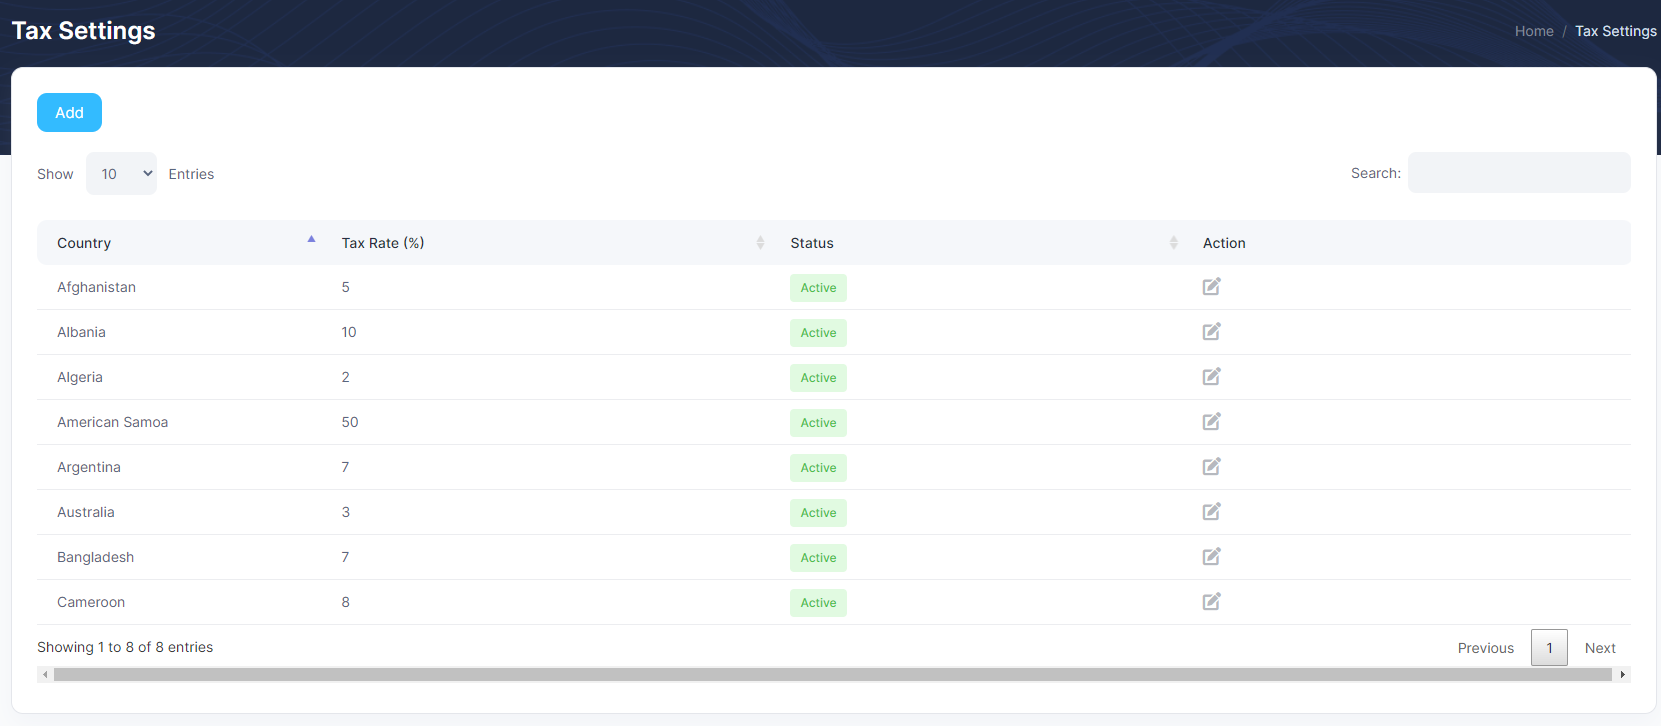 Tax Settings
Home / Tax Settings
Add
Show 10 Entries
Search:
Country Tax Rate (%) Status Action
Afghanistan 5 Active
Albania 10 Active
Algeria 2 Active
American Samoa 50 Active
Argentina 7 Active
Australia 3 Active
Bangladesh 7 Active
Cameroon 8 Active
Showing 1 to 8 of 8 entries
Previous 1 Next